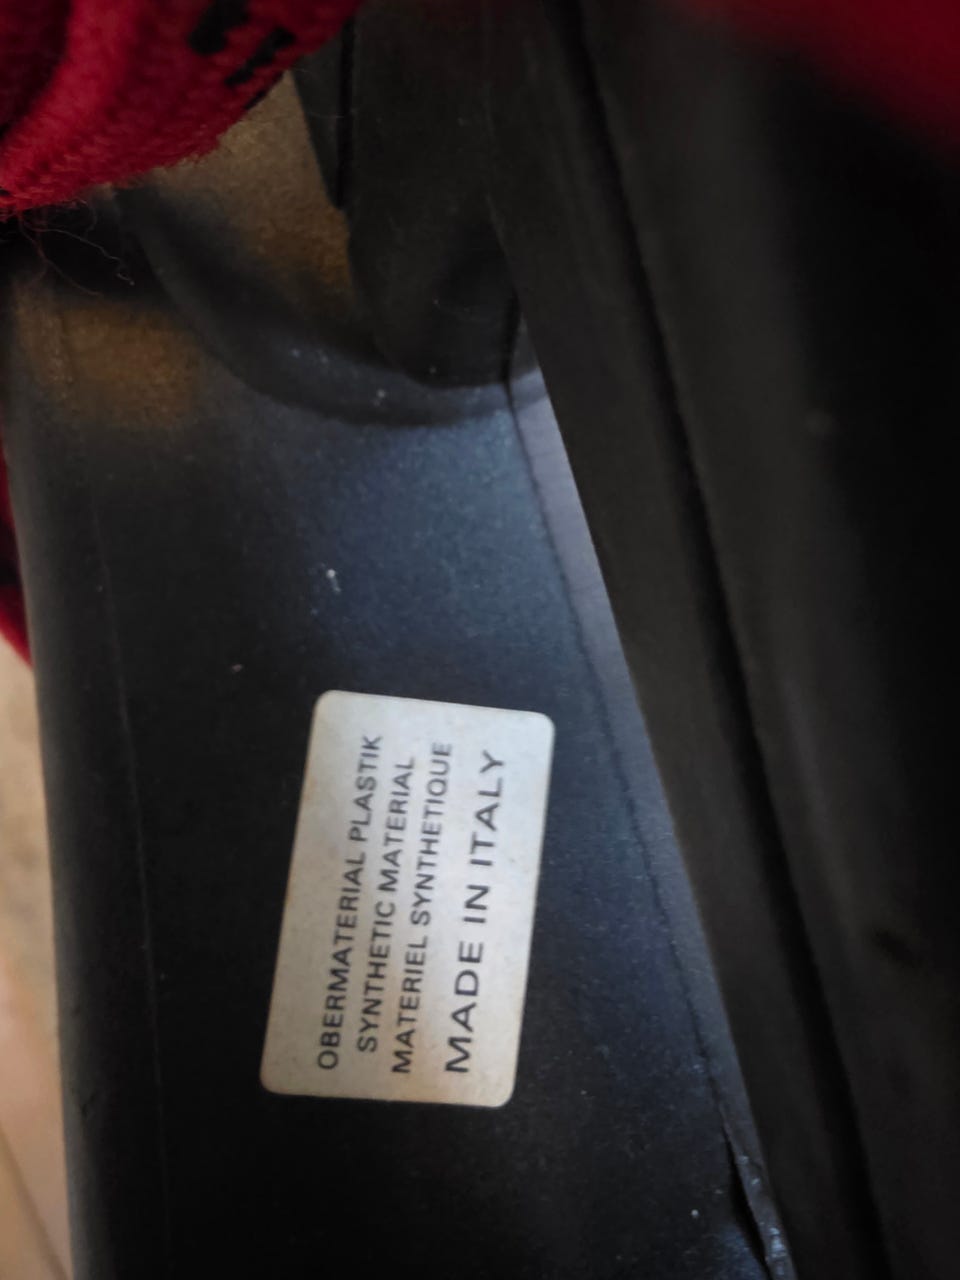 OBERMATERIAL PLASTIK
SYNTHETIC MATERIAL
MATERIEL SYNTHETIQUE
MADE IN ITALY